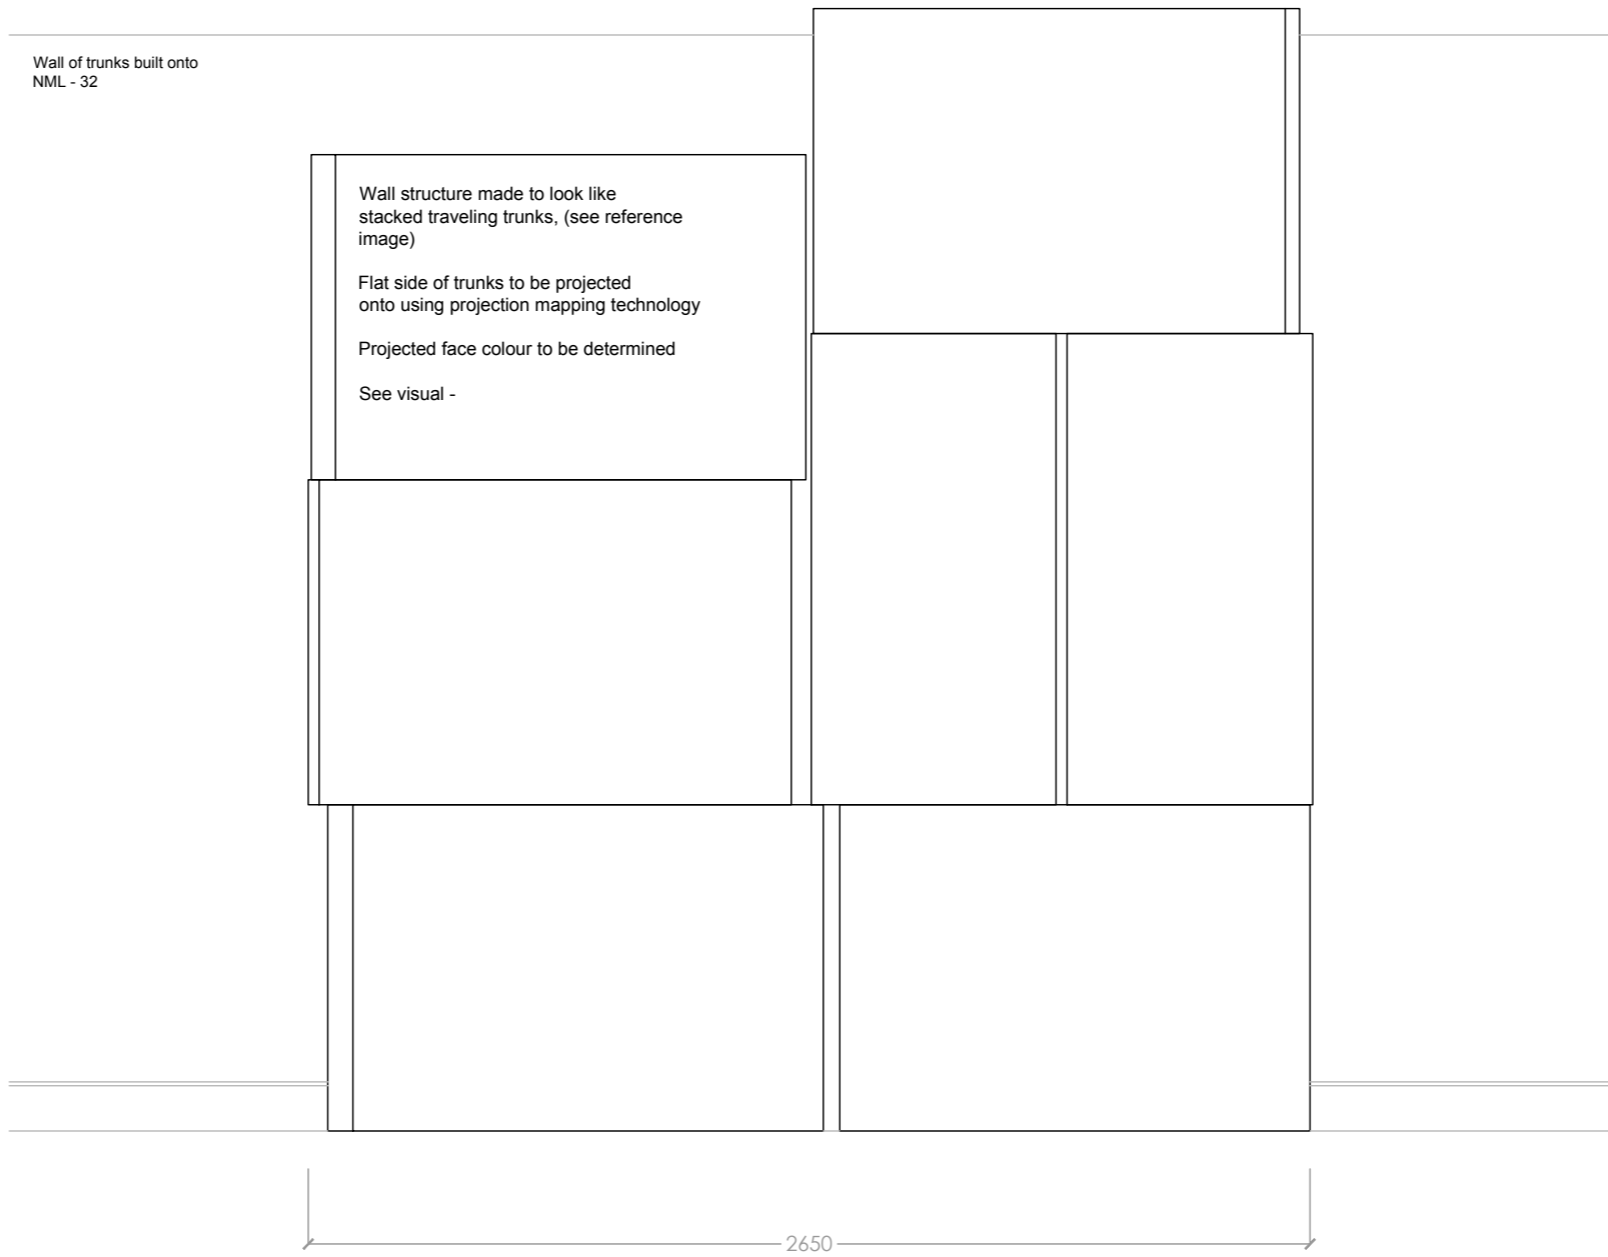 Wall of trunks built onto
NML - 32
Wall structure made to look like
stacked traveling trunks, (see reference
image)
Flat side of trunks to be projected
onto using projection mapping technology
Projected face colour to be determined
See visual -
2650